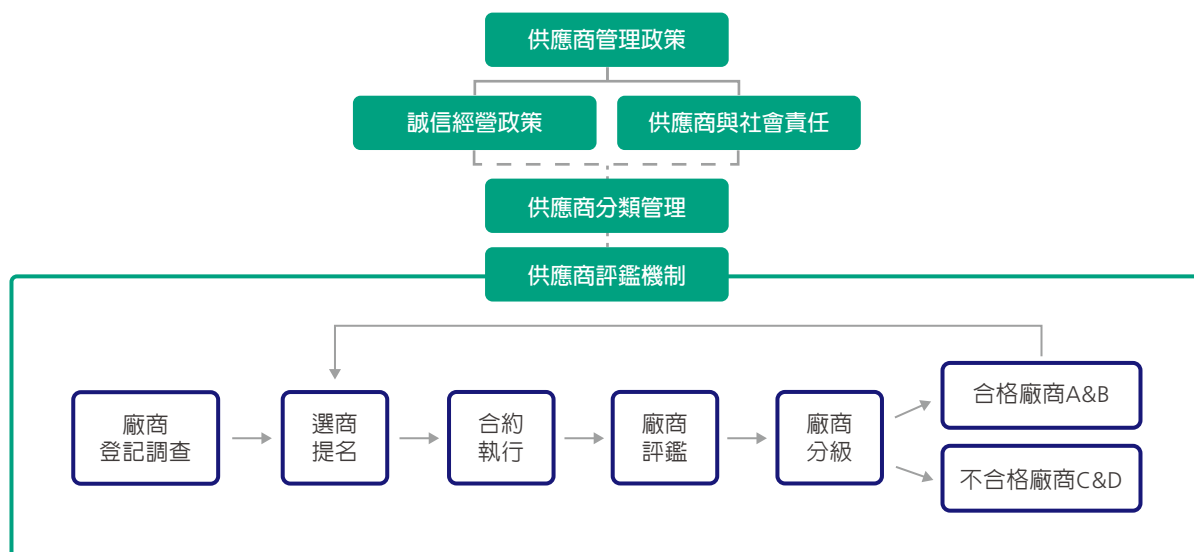 供應商管理政策
誠信經營政策
供應商與社會責任
供應商分類管理
供應商評鑑機制
廠商
登記調查
選商
提名
合約
執行
廠商
評鑑
廠商
分級
合格廠商A&B
不合格廠商C&D